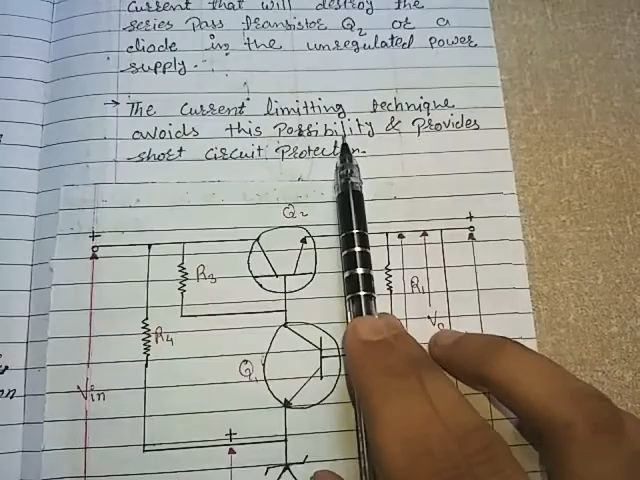 Current that will destroy the
series pass transistor Q2 or a
diode in the unregulated power
supply.
→ The current limitting technique
avoids this Possibility & Provides
short circuit Protection.
Q2
+
+
R3
R1
R4
Q1
Vin
+